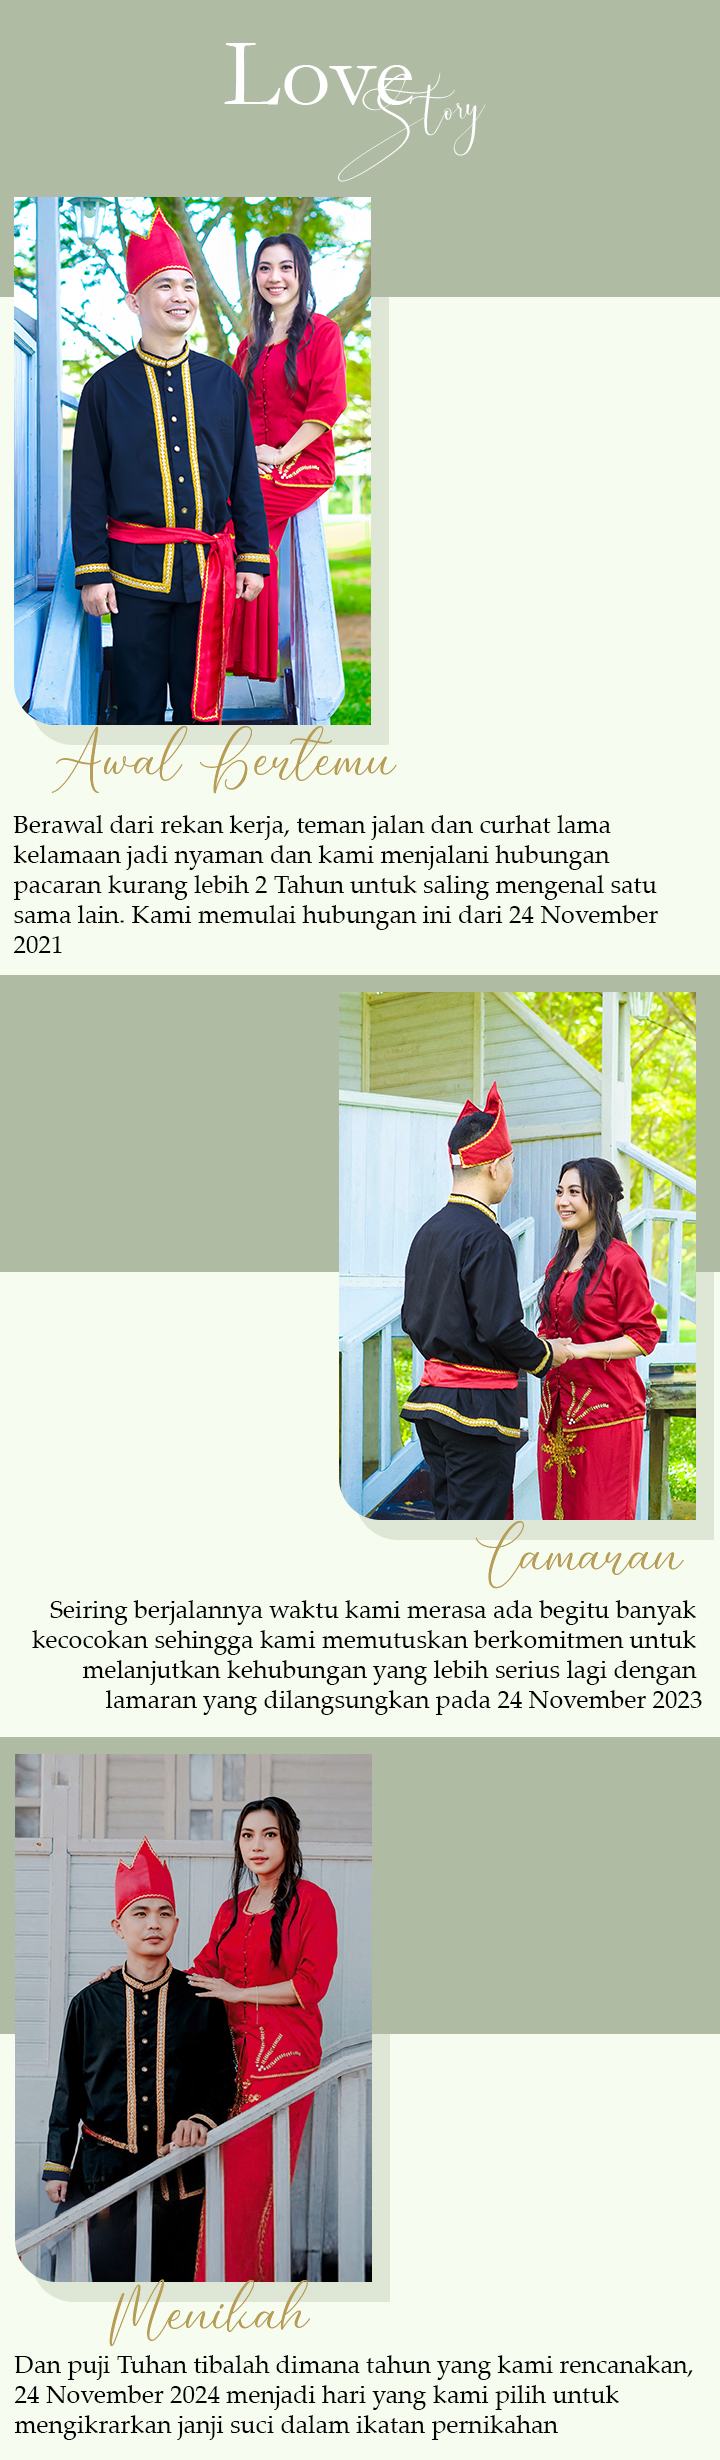 Love
Story
Awal Bertemu
Berawal dari rekan kerja, teman jalan dan curhat lama
kelamaan jadi nyaman dan kami menjalani hubungan
pacaran kurang lebih 2 Tahun untuk saling mengenal satu
sama lain. Kami memulai hubungan ini dari 24 November
2021
Lamaran
Seiring berjalannya waktu kami merasa ada begitu banyak
kecocokan sehingga kami memutuskan berkomitmen untuk
melanjutkan kehubungan yang lebih serius lagi dengan
lamaran yang dilangsungkan pada 24 November 2023
Menikah
Dan puji Tuhan tibalah dimana tahun yang kami rencanakan,
24 November 2024 menjadi hari yang kami pilih untuk
mengikrarkan janji suci dalam ikatan pernikahan